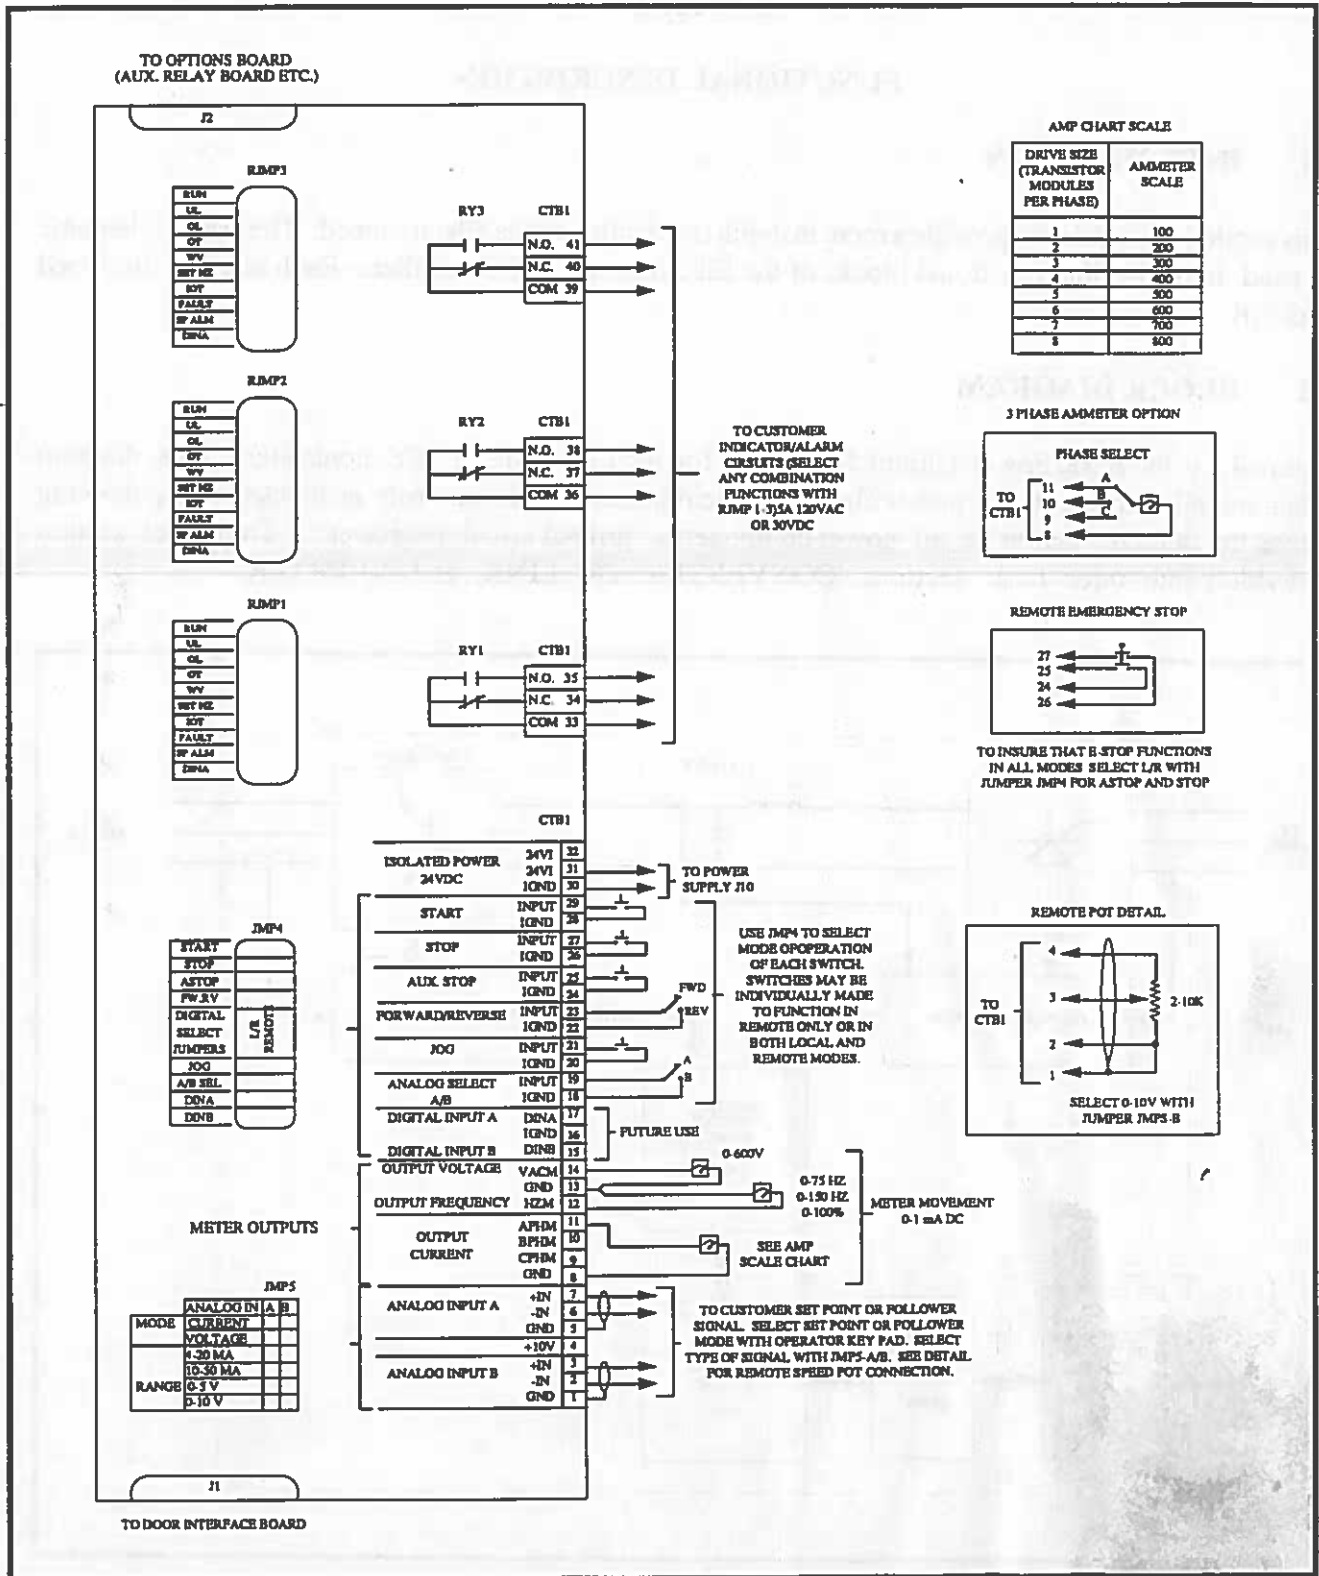 TO OPTIONS BOARD
(AUX. RELAY BOARD ETC.)
J2
RJMP3
RUN
UL
OL
OT
WV
SET HZ
IOT
FAULT
SP ALM
DINA
RY3
CTB1
N.O. 41
N.C. 40
COM 39
RJMP2
RUN
UL
OL
OT
WV
SET HZ
IOT
FAULT
SP ALM
DINA
RY2
CTB1
N.O. 38
N.C. 37
COM 36
RJMP1
RUN
UL
OL
OT
WV
SET HZ
IOT
FAULT
SP ALM
DINA
RY1
CTB1
N.O. 35
N.C. 34
COM 33
TO CUSTOMER
INDICATOR/ALARM
CIRSUTS (SELECT
ANY COMBINATION
FUNCTIONS WITH
RJMP 1-3)5A 120VAC
OR 30VDC
AMP CHART SCALE
DRIVE SIZE
(TRANSISTOR
MODULES
PER PHASE)
AMMETER
SCALE
1 100
2 200
3 300
4 400
5 500
6 600
7 700
8 800
3 PHASE AMMETER OPTION
PHASE SELECT
TO
CTB1
11
10
9
8
A
B
C
REMOTE EMERGENCY STOP
27
25
24
26
TO INSURE THAT E-STOP FUNCTIONS
IN ALL MODES SELECT L/R WITH
JUMPER JMP4 FOR ASTOP AND STOP
CTB1
ISOLATED POWER
24VDC
24VI 32
24VI 31
IGND 30
TO POWER
SUPPLY J10
START
INPUT 29
IGND 28
STOP
INPUT 27
IGND 26
AUX. STOP
INPUT 25
IGND 24
FORWARD/REVERSE
INPUT 23
IGND 22
FWD
REV
JOG
INPUT 21
IGND 20
ANALOG SELECT
A/B
INPUT 19
IGND 18
A
B
DIGITAL INPUT A
DINA 17
IGND 16
DIGITAL INPUT B
DINB 15
FUTURE USE
USE JMP4 TO SELECT
MODE OPOPERATION
OF EACH SWITCH.
SWITCHES MAY BE
INDIVIDUALLY MADE
TO FUNCTION IN
REMOTE ONLY OR IN
BOTH LOCAL AND
REMOTE MODES.
JMP4
START
STOP
ASTOP
FW.RV
DIGITAL
SELECT
JUMPERS
JOG
A/B SEL
DINA
DINB
L/R
REMOTE
REMOTE POT DETAIL
TO
CTB1
4
3
2
1
2-10K
SELECT 0-10V WITH
JUMPER JMP5-B
METER OUTPUTS
OUTPUT VOLTAGE
VACM 14
GND 13
OUTPUT FREQUENCY
HZM 12
OUTPUT
CURRENT
APHM 11
BPHM 10
CPHM 9
GND 8
0-600V
0-75 HZ
0-150 HZ
0-100%
METER MOVEMENT
0-1 mA DC
SEE AMP
SCALE CHART
ANALOG INPUT A
+IN 7
-IN 6
GND 5
+10V 4
ANALOG INPUT B
+IN 3
-IN 2
GND 1
TO CUSTOMER SET POINT OR FOLLOWER
SIGNAL. SELECT SET POINT OR FOLLOWER
MODE WITH OPERATOR KEY PAD. SELECT
TYPE OF SIGNAL WITH JMP5-A/B. SEE DETAIL
FOR REMOTE SPEED POT CONNECTION.
JMP5
ANALOG IN A B
MODE
CURRENT
VOLTAGE
RANGE
4-20 MA
10-50 MA
0-5 V
0-10 V
J1
TO DOOR INTERFACE BOARD